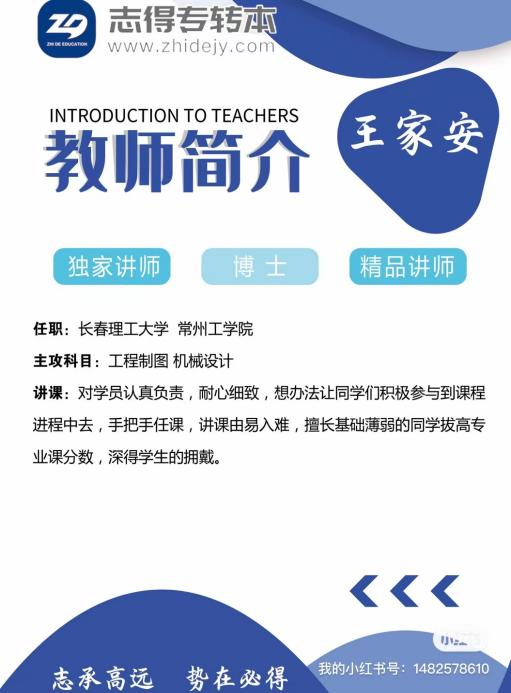 志得专转本
ZHI DE EDUCATION
www.zhidejy.com
INTRODUCTION TO TEACHERS
教师简介
王家安
独家讲师
博士
精品讲师
任职：长春理工大学 常州工学院
主攻科目：工程制图 机械设计
讲课：对学员认真负责，耐心细致，想办法让同学们积极参与到课程
进程中去，手把手任课，讲课由易入难，擅长基础薄弱的同学拔高专
业课分数，深得学生的拥戴。
我的小红书号：1482578610
志承高远 势在必得